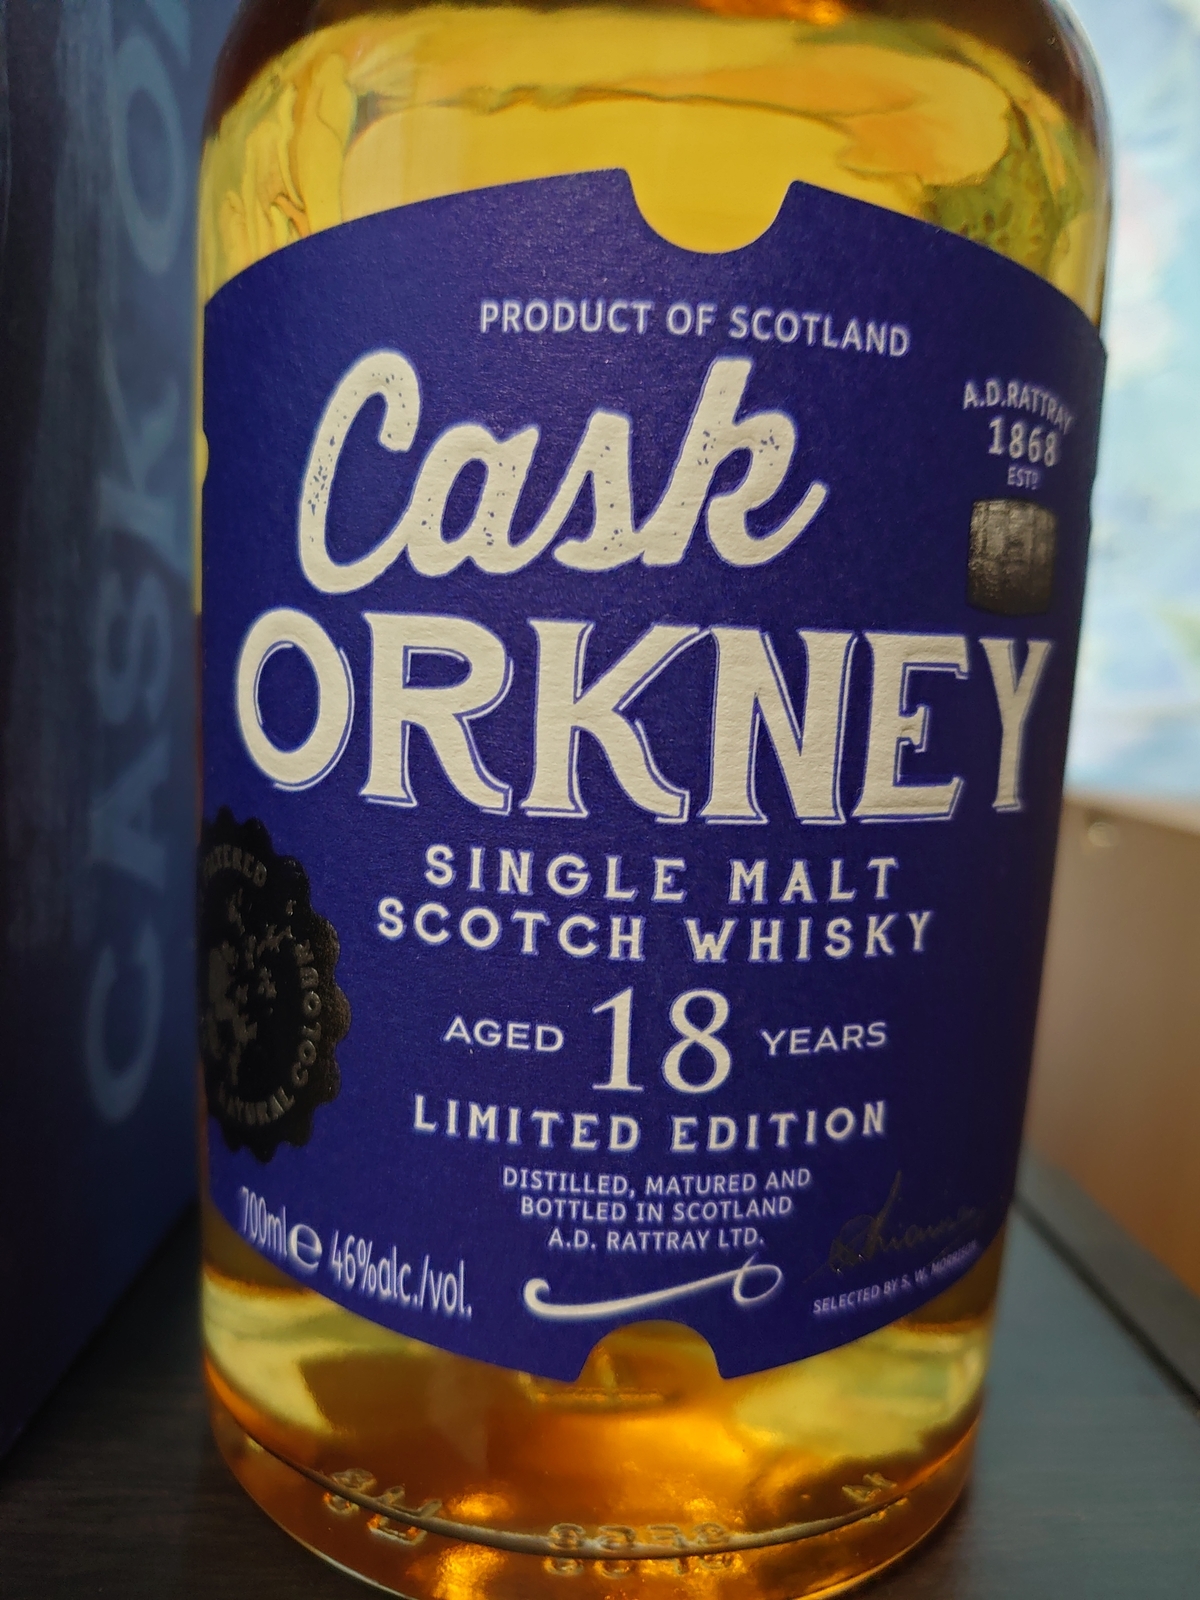 CASK O
PRODUCT OF SCOTLAND
Cask
ORKNEY
A.D.RATTRAY
1868
ESTD
SINGLE MALT
SCOTCH WHISKY
AGED 18 YEARS
LIMITED EDITION
NATURAL COLOUR
DISTILLED, MATURED AND
BOTTLED IN SCOTLAND
A.D. RATTRAY LTD.
700ml e 46%alc./vol.
SELECTED BY S. W. MORRISON